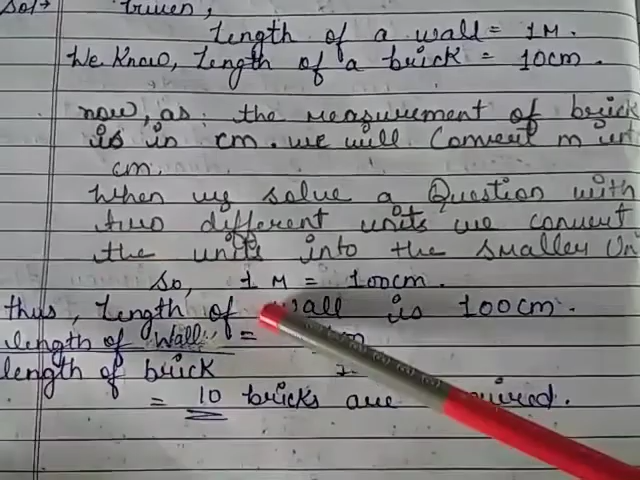 Sol→ Given,
Length of a wall = 1M.
We Know, Length of a brick = 10cm.
now, as the measurement of brick
is in cm. we will Convert m int
cm.
When we solve a Question with
two different units we convert
the units into the smaller Un
So, 1 M = 100cm.
thus, Length of wall is 100cm.
length of Wall =
length of brick
= 10 bricks are